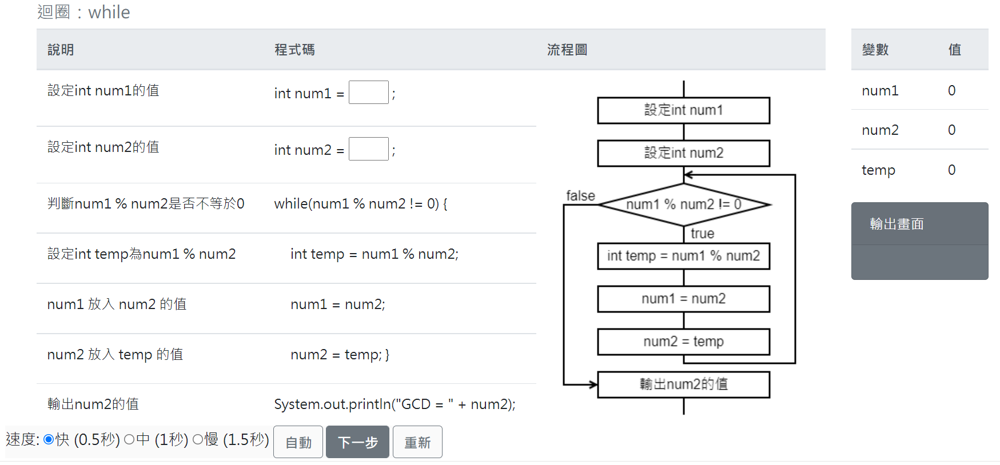 迴圈：while
說明 程式碼 流程圖
設定int num1的值 int num1 = ;
設定int num2的值 int num2 = ;
判斷num1 % num2是否不等於0 while(num1 % num2 != 0) {
設定int temp為num1 % num2 int temp = num1 % num2;
num1 放入 num2 的值 num1 = num2;
num2 放入 temp 的值 num2 = temp; }
輸出num2的值 System.out.println("GCD = " + num2);
設定int num1
設定int num2
false
num1 % num2 != 0
true
int temp = num1 % num2
num1 = num2
num2 = temp
輸出num2的值
變數 值
num1 0
num2 0
temp 0
輸出畫面
速度: 快 (0.5秒) 中 (1秒) 慢 (1.5秒) 自動 下一步 重新